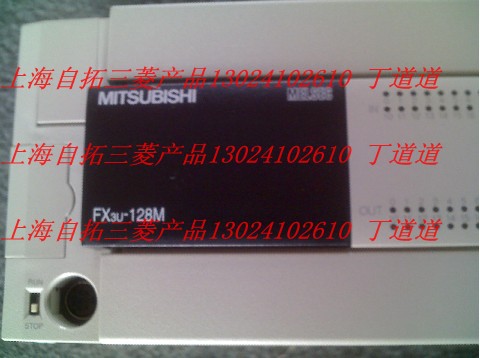 上海自拓三菱产品13024102610 丁道道
MITSUBISHI MELSEC
IN
上海自拓三菱产品13024102610 丁道道
FX3U-128M
OUT
上海自拓三菱产品13024102610 丁道道
RUN
STOP